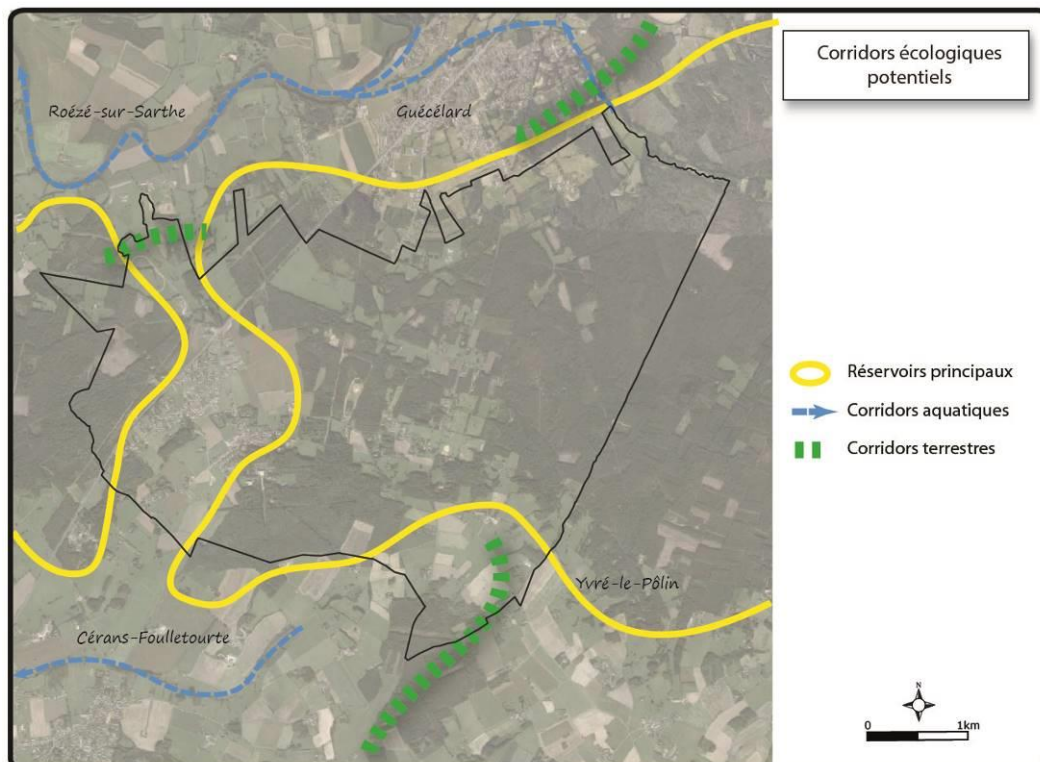 Corridors écologiques
potentiels
Roézé-sur-Sarthe
Guécélard
Réservoirs principaux
Corridors aquatiques
Corridors terrestres
Yvré-le-Pôlin
Cérans-Foulletourte
N
0 1km